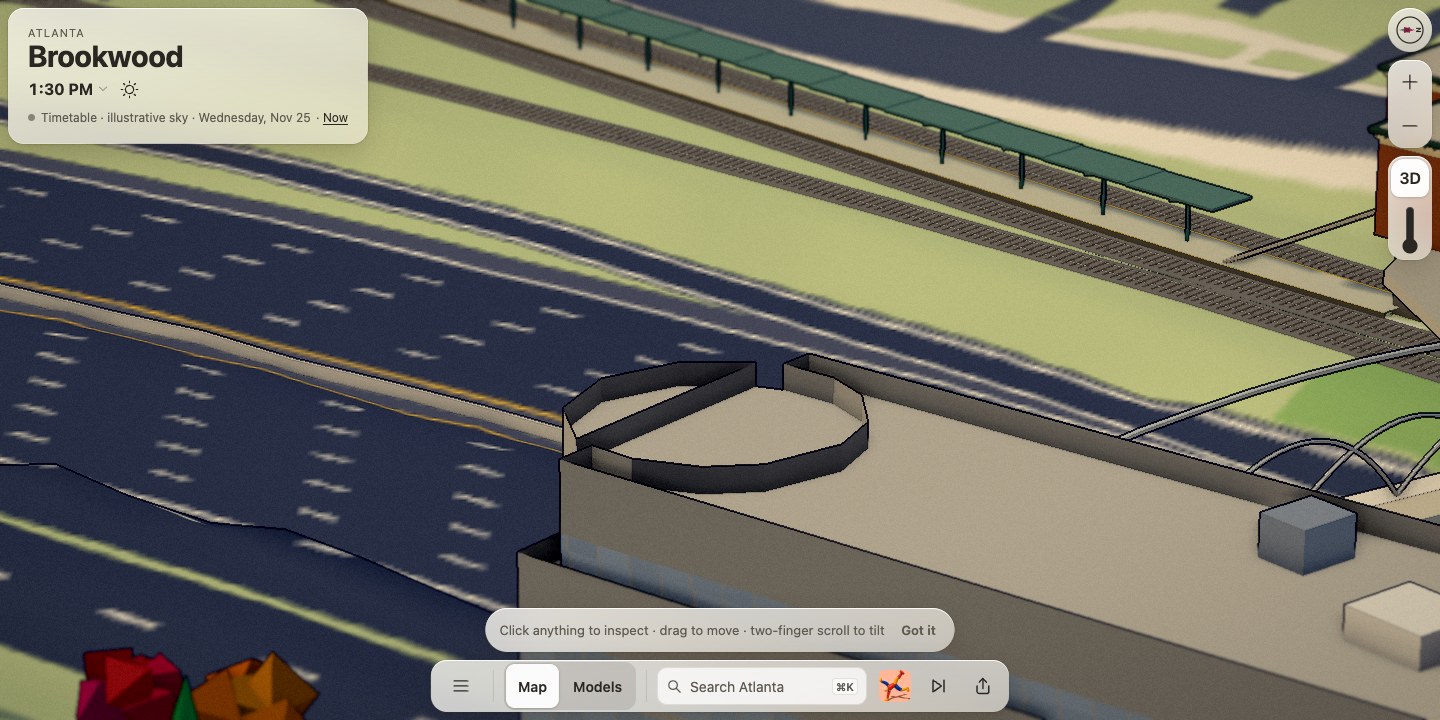 ATLANTA
Brookwood
1:30 PM
Timetable · illustrative sky · Wednesday, Nov 25 · Now
N
+
−
3D
Click anything to inspect · drag to move · two-finger scroll to tilt Got it
Map Models Search Atlanta ⌘K